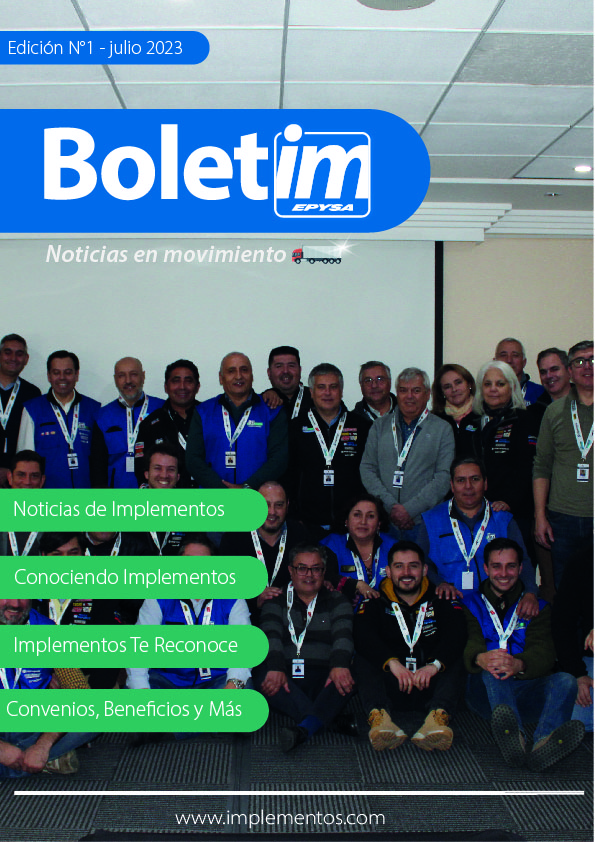 Edición N°1 - julio 2023
Boletim
EPYSA
Noticias en movimiento
Noticias de Implementos
Conociendo Implementos
Implementos Te Reconoce
Convenios, Beneficios y Más
www.implementos.com